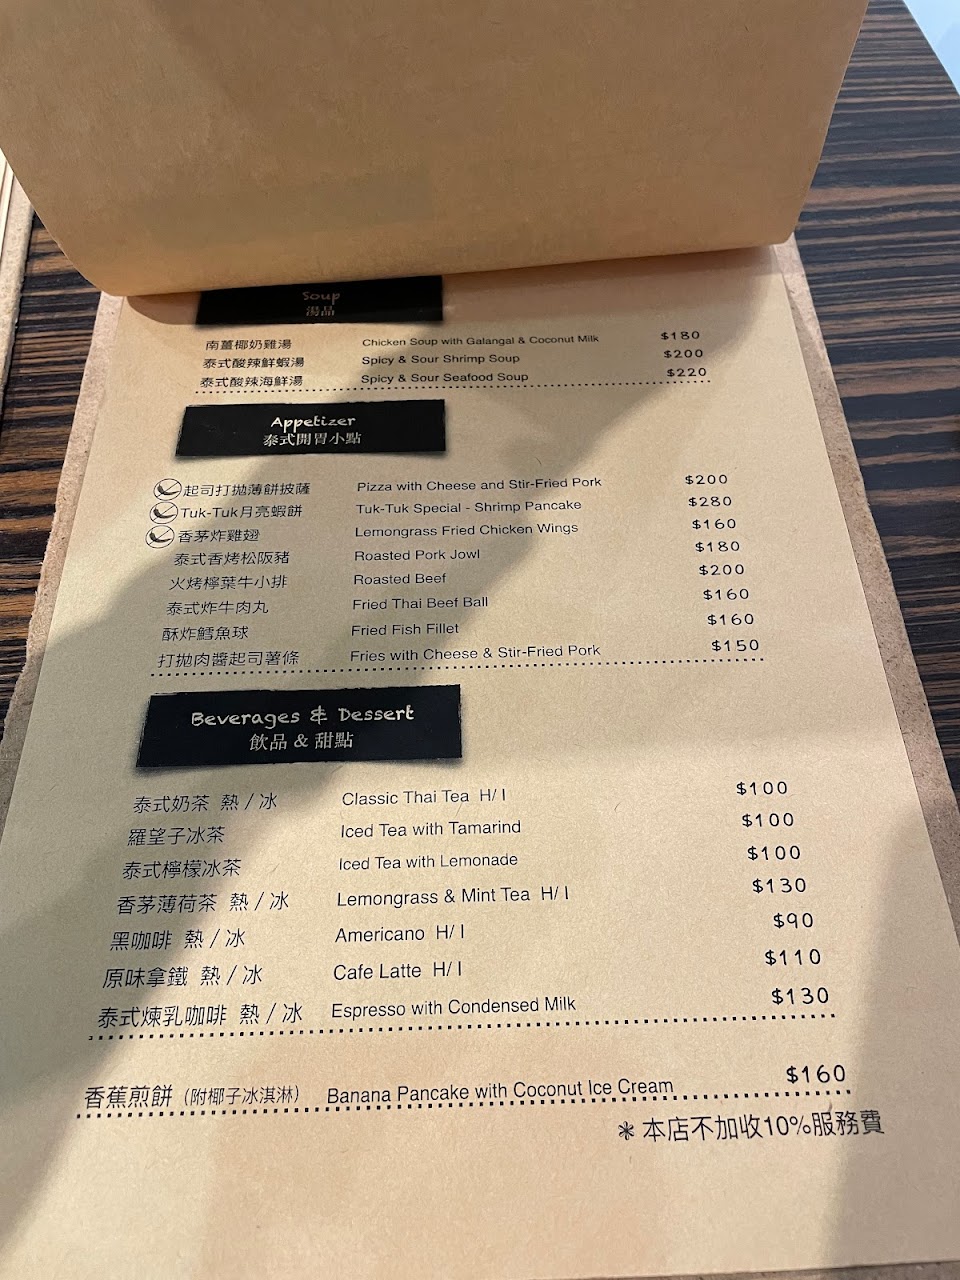 Soup
湯品
南薑椰奶雞湯 Chicken Soup with Galangal & Coconut Milk $180
泰式酸辣鮮蝦湯 Spicy & Sour Shrimp Soup $200
泰式酸辣海鮮湯 Spicy & Sour Seafood Soup $220
Appetizer
泰式開胃小點
起司打拋薄餅披薩 Pizza with Cheese and Stir-Fried Pork $200
Tuk-Tuk月亮蝦餅 Tuk-Tuk Special - Shrimp Pancake $280
香茅炸雞翅 Lemongrass Fried Chicken Wings $160
泰式香烤松阪豬 Roasted Pork Jowl $180
火烤檸葉牛小排 Roasted Beef $200
泰式炸牛肉丸 Fried Thai Beef Ball $160
酥炸鱈魚球 Fried Fish Fillet $160
打拋肉醬起司薯條 Fries with Cheese & Stir-Fried Pork $150
Beverages & Dessert
飲品 & 甜點
泰式奶茶 熱 / 冰 Classic Thai Tea H/ I $100
羅望子冰茶 Iced Tea with Tamarind $100
泰式檸檬冰茶 Iced Tea with Lemonade $100
香茅薄荷茶 熱 / 冰 Lemongrass & Mint Tea H/ I $130
黑咖啡 熱 / 冰 Americano H/ I $90
原味拿鐵 熱 / 冰 Cafe Latte H/ I $110
泰式煉乳咖啡 熱 / 冰 Espresso with Condensed Milk $130
香蕉煎餅（附椰子冰淇淋） Banana Pancake with Coconut Ice Cream $160
＊本店不加收10%服務費